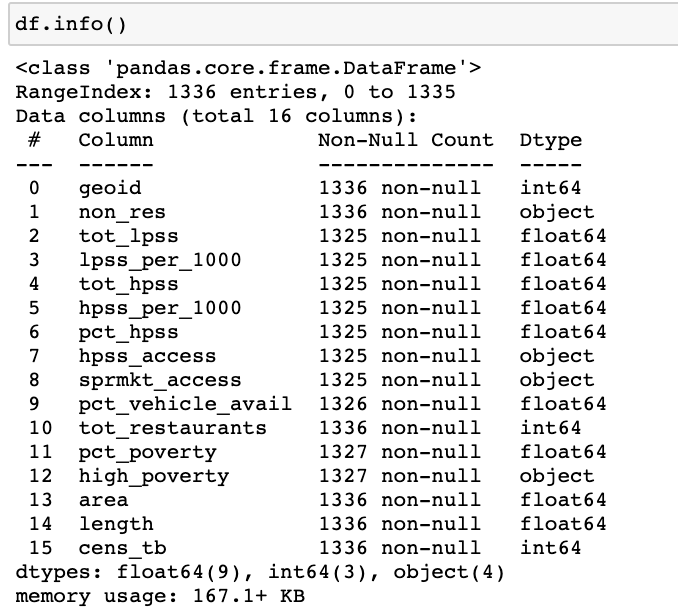 df.info()
<class 'pandas.core.frame.DataFrame'>
RangeIndex: 1336 entries, 0 to 1335
Data columns (total 16 columns):
 #   Column             Non-Null Count  Dtype
---  ------             --------------  -----
 0   geoid              1336 non-null   int64
 1   non_res            1336 non-null   object
 2   tot_lpss           1325 non-null   float64
 3   lpss_per_1000      1325 non-null   float64
 4   tot_hpss           1325 non-null   float64
 5   hpss_per_1000      1325 non-null   float64
 6   pct_hpss           1325 non-null   float64
 7   hpss_access        1325 non-null   object
 8   sprmkt_access      1325 non-null   object
 9   pct_vehicle_avail  1326 non-null   float64
 10  tot_restaurants    1336 non-null   int64
 11  pct_poverty        1327 non-null   float64
 12  high_poverty       1327 non-null   object
 13  area               1336 non-null   float64
 14  length             1336 non-null   float64
 15  cens_tb            1336 non-null   int64
dtypes: float64(9), int64(3), object(4)
memory usage: 167.1+ KB